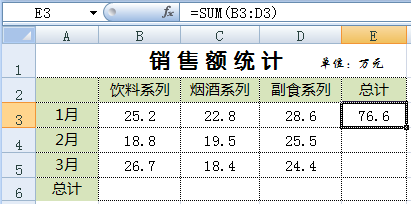 E3 fx =SUM(B3:D3)
A B C D E
1 销售额统计 单位：万元
2 饮料系列 烟酒系列 副食系列 总计
3 1月 25.2 22.8 28.6 76.6
4 2月 18.8 19.5 25.5
5 3月 26.7 18.4 24.4
6 总计